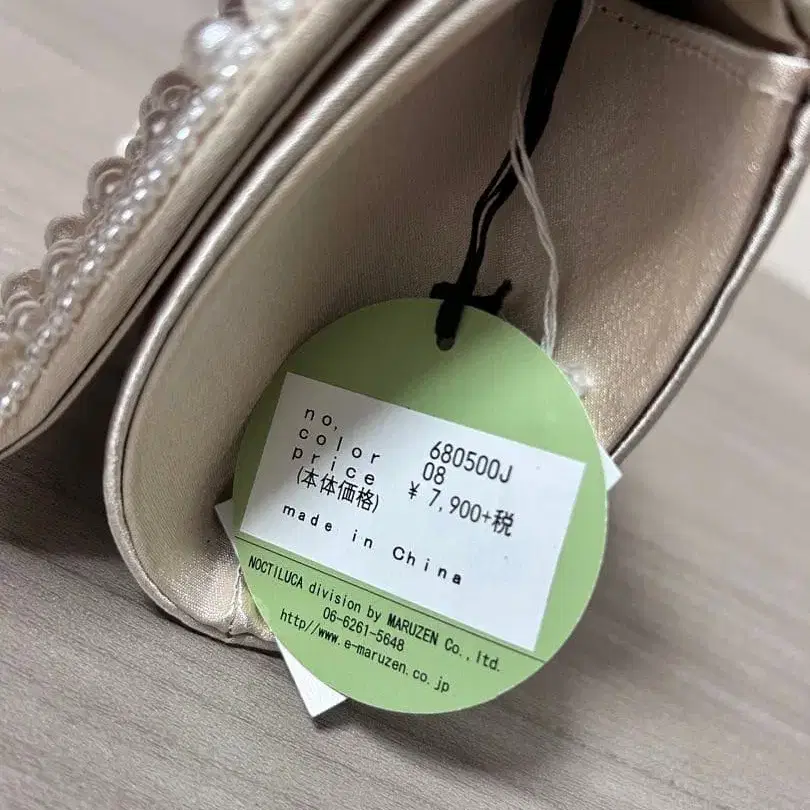 no, 680500J
color 08
price ¥ 7,900+税
(本体価格)
made in China
NOCTILUCA division by MARUZEN Co., ltd.
06-6261-5648
http//www.e-maruzen.co.jp